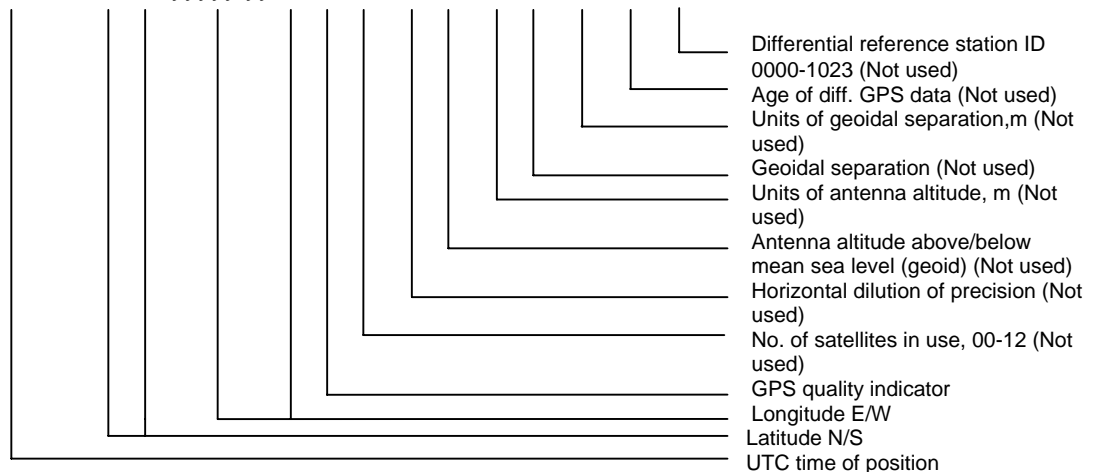 Differential reference station ID
0000-1023 (Not used)
Age of diff. GPS data (Not used)
Units of geoidal separation,m (Not
used)
Geoidal separation (Not used)
Units of antenna altitude, m (Not
used)
Antenna altitude above/below
mean sea level (geoid) (Not used)
Horizontal dilution of precision (Not
used)
No. of satellites in use, 00-12 (Not
used)
GPS quality indicator
Longitude E/W
Latitude N/S
UTC time of position